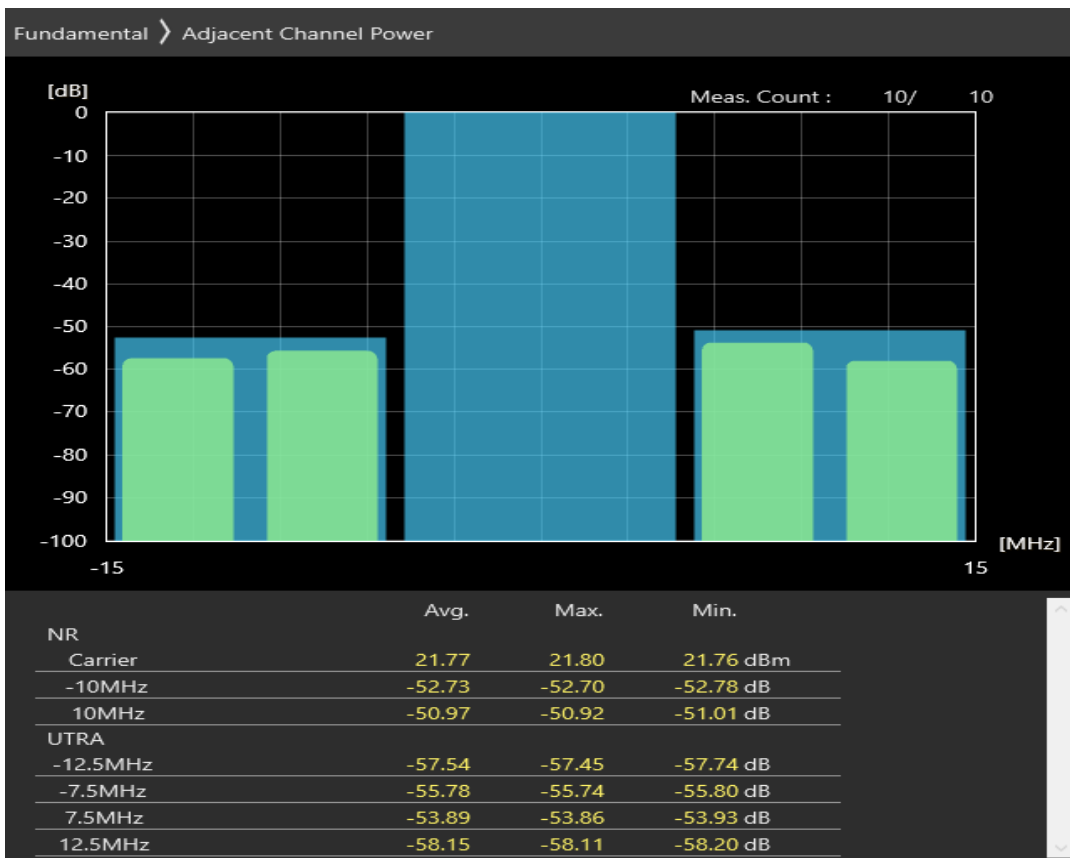 Fundamental 〉 Adjacent Channel Power
[dB]
Meas. Count : 10/ 10
0
-10
-20
-30
-40
-50
-60
-70
-80
-90
-100
[MHz]
-15 15
Avg. Max. Min.
NR
Carrier 21.77 21.80 21.76 dBm
-10MHz -52.73 -52.70 -52.78 dB
10MHz -50.97 -50.92 -51.01 dB
UTRA
-12.5MHz -57.54 -57.45 -57.74 dB
-7.5MHz -55.78 -55.74 -55.80 dB
7.5MHz -53.89 -53.86 -53.93 dB
12.5MHz -58.15 -58.11 -58.20 dB